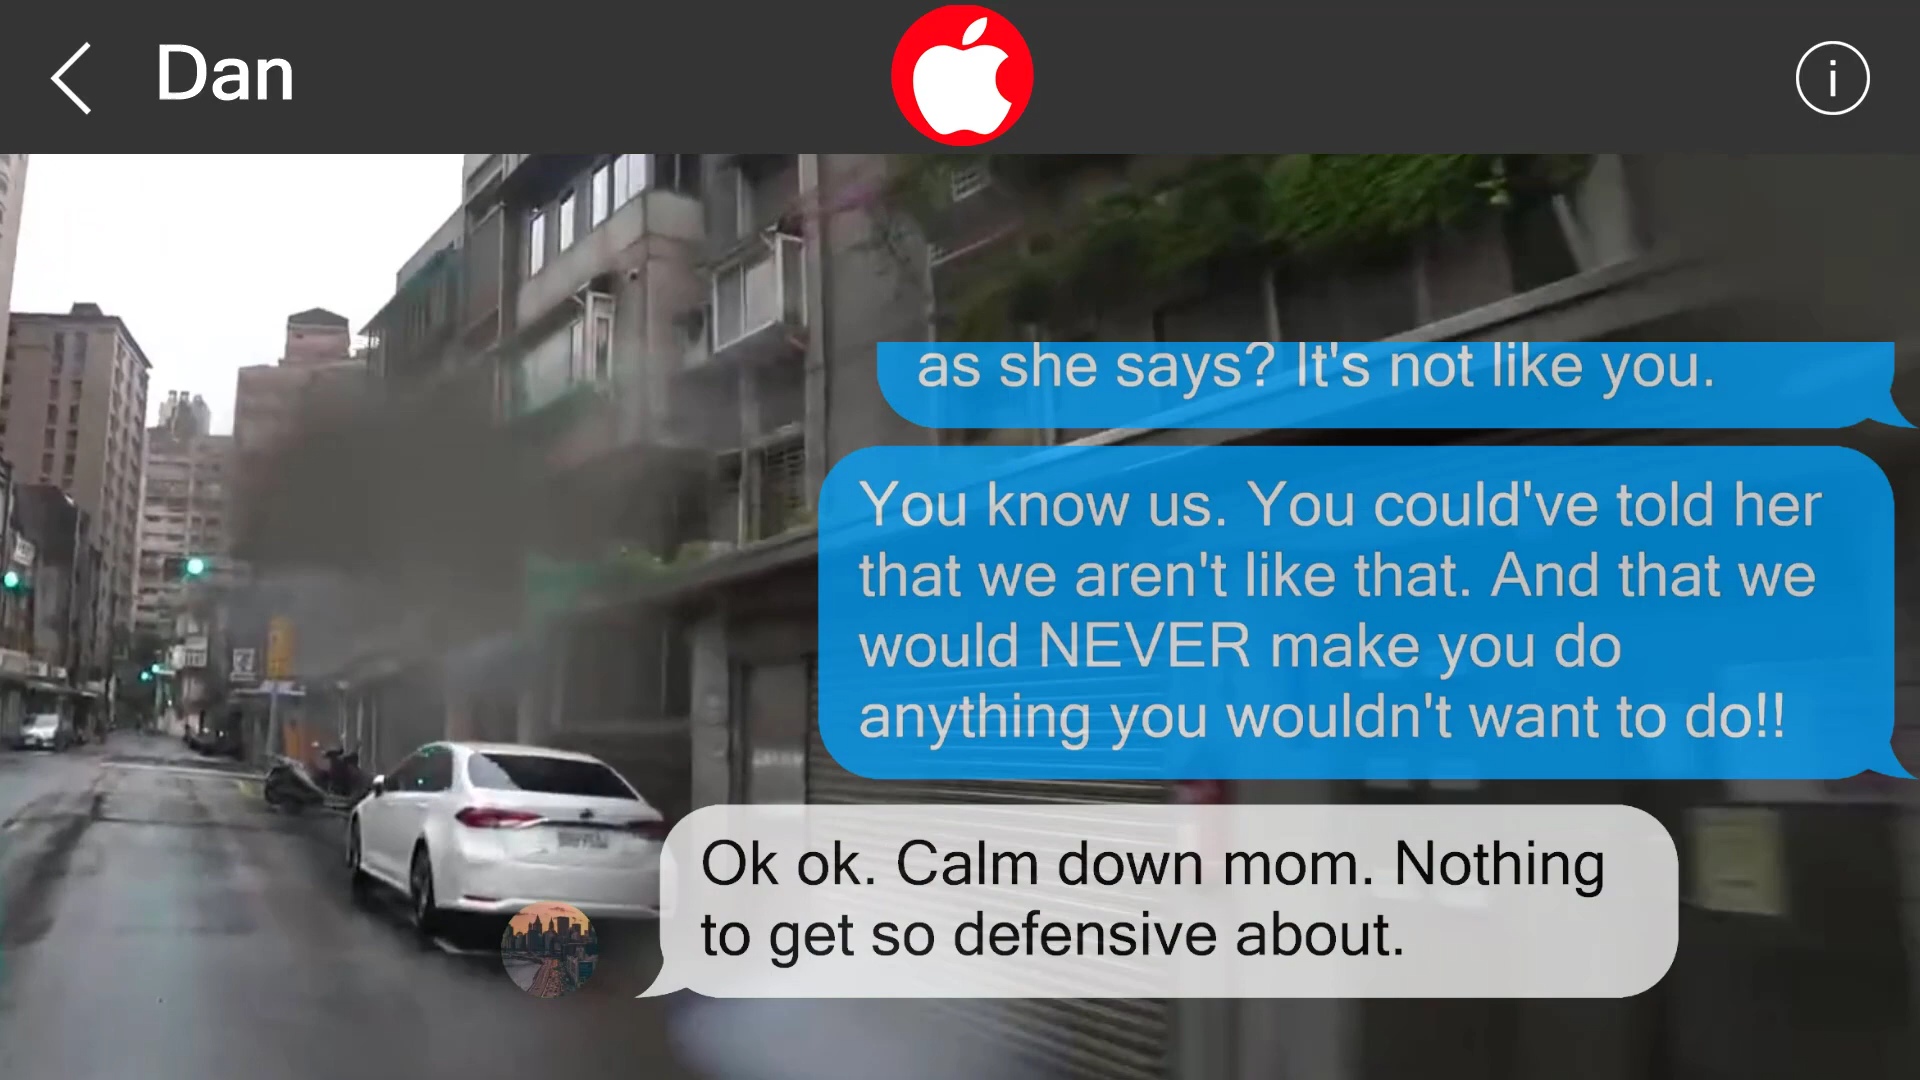 Dan
i
as she says? It's not like you.
You know us. You could've told her
that we aren't like that. And that we
would NEVER make you do
anything you wouldn't want to do!!
Ok ok. Calm down mom. Nothing
to get so defensive about.